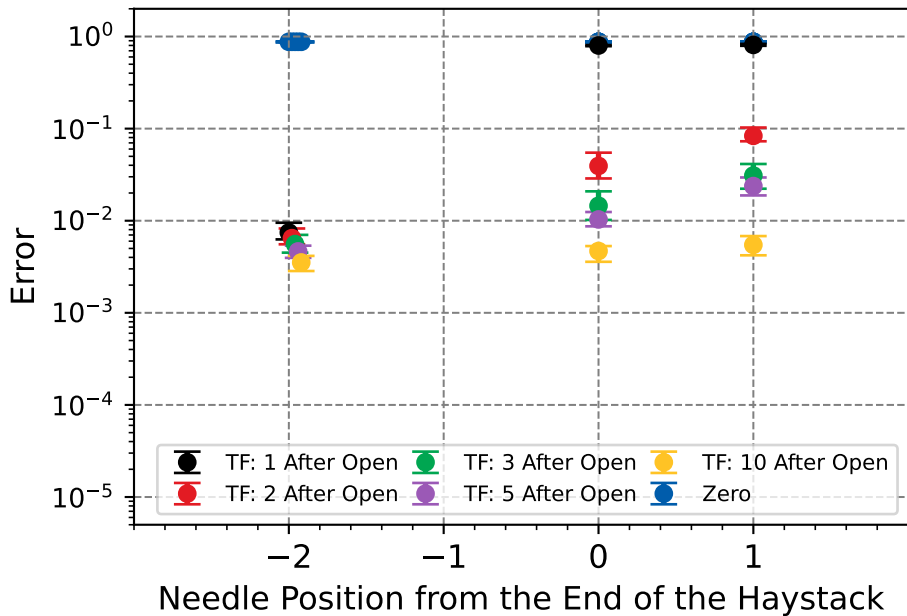 10⁰
10⁻¹
10⁻²
10⁻³
10⁻⁴
10⁻⁵
Error
TF: 1 After Open TF: 3 After Open TF: 10 After Open
TF: 2 After Open TF: 5 After Open Zero
−2 −1 0 1
Needle Position from the End of the Haystack